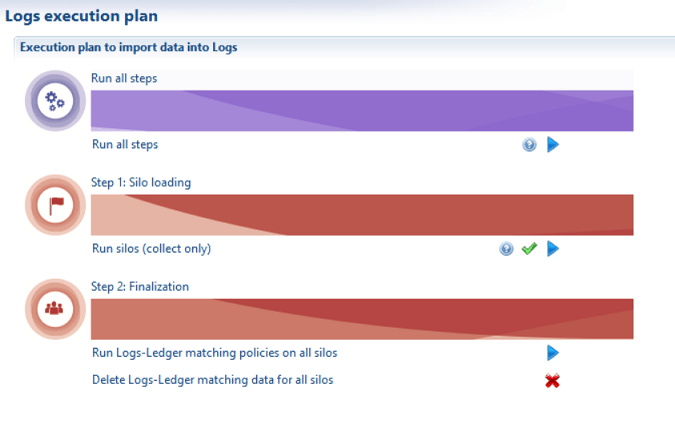 Logs execution plan
Execution plan to import data into Logs
Run all steps
Run all steps
Step 1: Silo loading
Run silos (collect only)
Step 2: Finalization
Run Logs-Ledger matching policies on all silos
Delete Logs-Ledger matching data for all silos